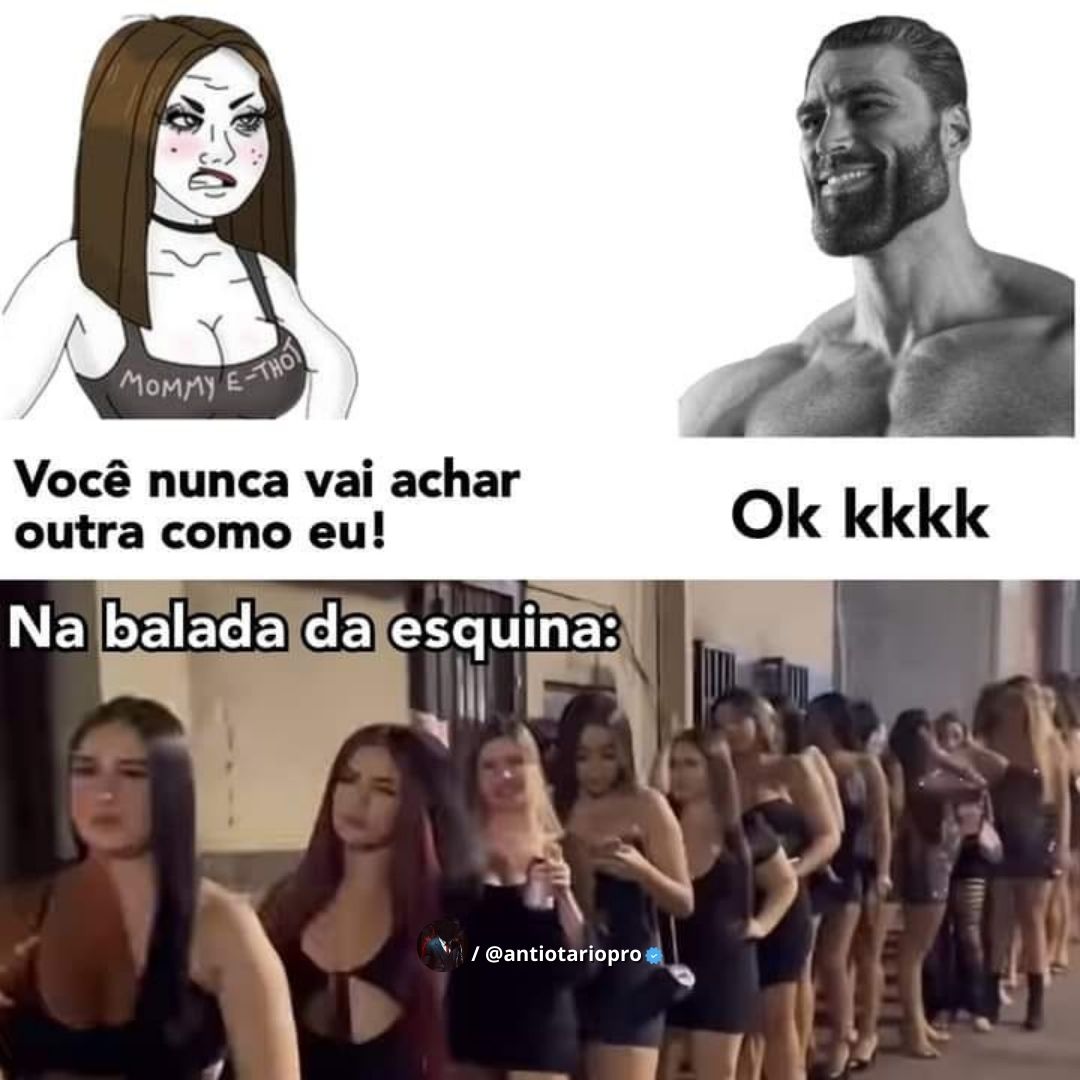 MOMMY E-THOT
Você nunca vai achar
outra como eu!
Ok kkkk
Na balada da esquina:
/ @antiotariopro